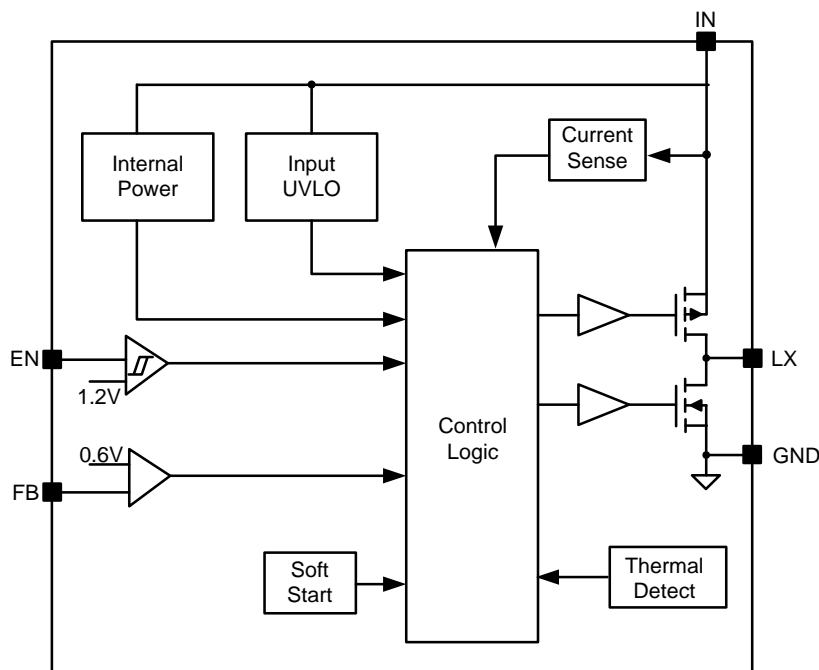 IN
Current
Sense
Internal
Power
Input
UVLO
EN
1.2V
LX
Control
Logic
0.6V
GND
FB
Soft
Start
Thermal
Detect